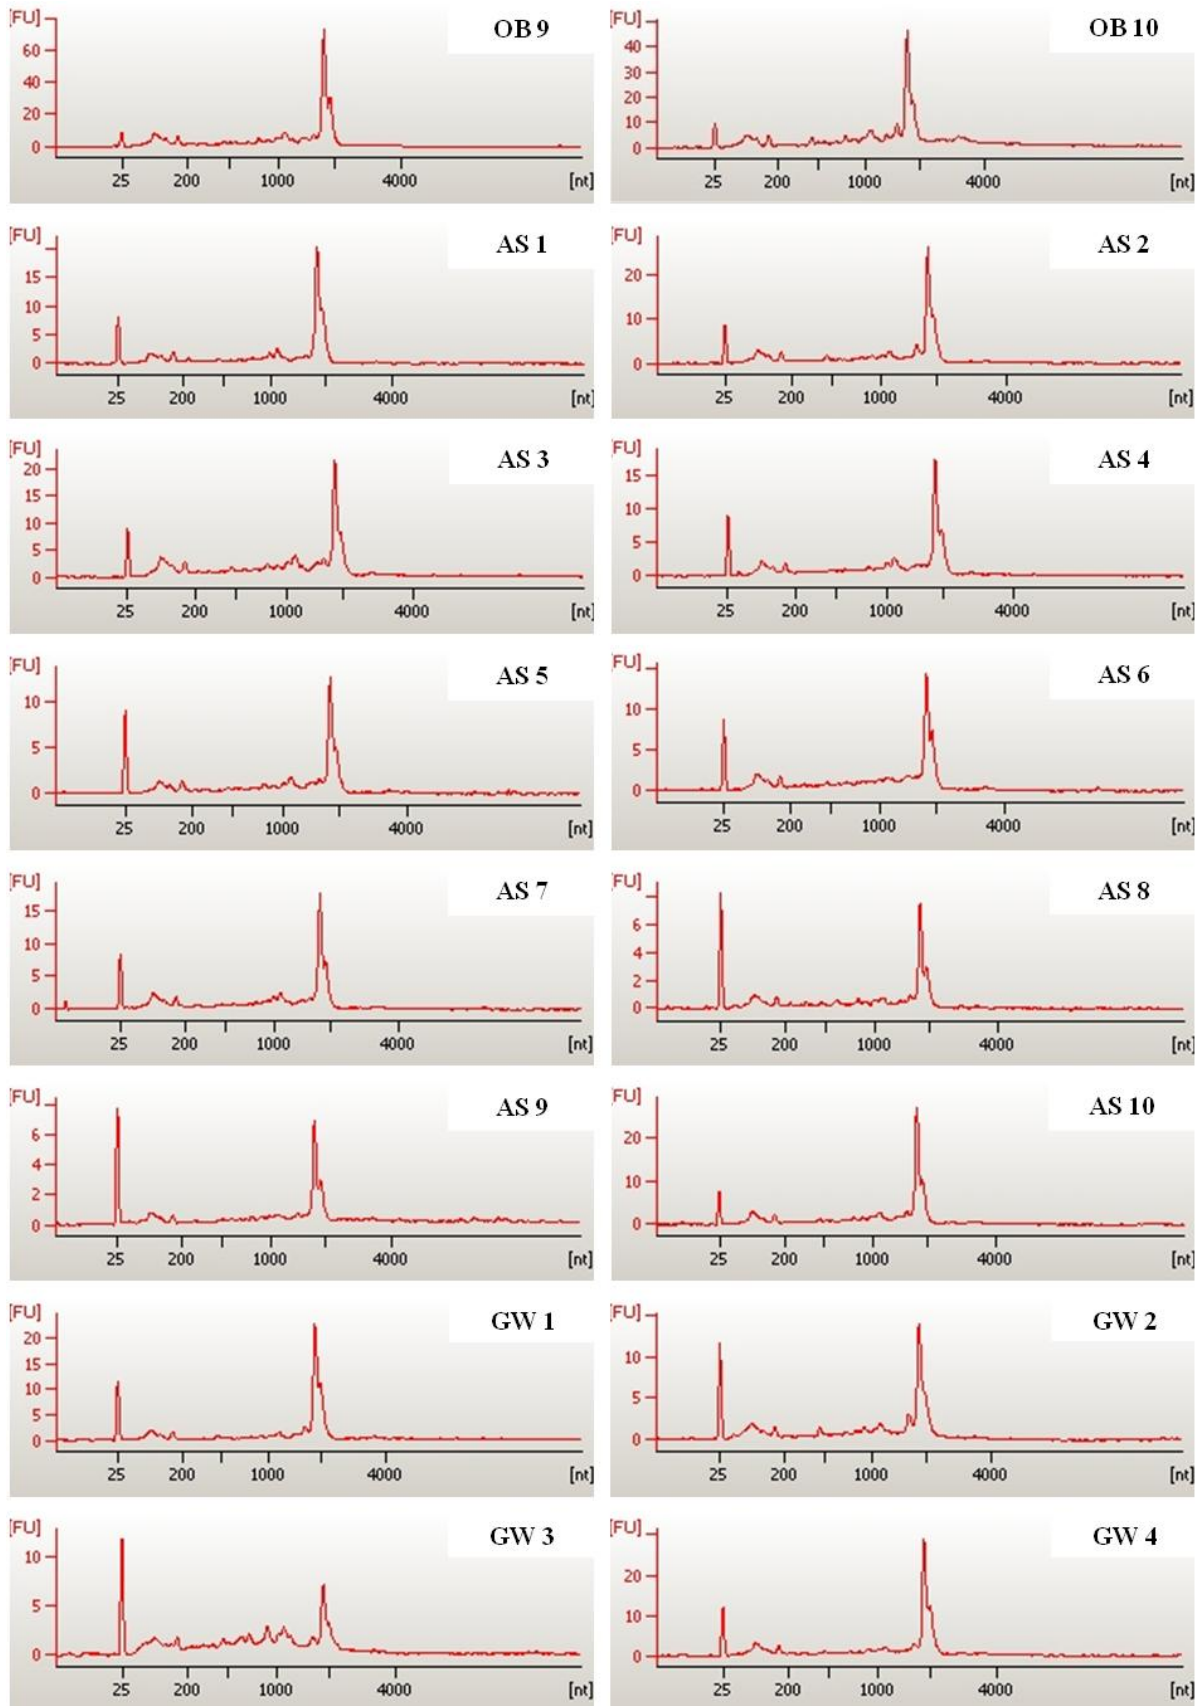 [FU] OB 9 [FU] OB 10
60 40
40 30
20 20
0 10
0
25 200 1000 4000 [nt] 25 200 1000 4000 [nt]
[FU] AS 1 [FU] AS 2
15 20
10 10
5 0
0
25 200 1000 4000 [nt] 25 200 1000 4000 [nt]
[FU] AS 3 [FU] AS 4
20 15
15 10
10 5
5 0
0
25 200 1000 4000 [nt] 25 200 1000 4000 [nt]
[FU] AS 5 [FU] AS 6
10 10
5 5
0 0
25 200 1000 4000 [nt] 25 200 1000 4000 [nt]
[FU] AS 7 [FU] AS 8
15 6
10 4
5 2
0 0
25 200 1000 4000 [nt] 25 200 1000 4000 [nt]
[FU] AS 9 [FU] AS 10
6 20
4 10
2 0
0
25 200 1000 4000 [nt] 25 200 1000 4000 [nt]
[FU] GW 1 [FU] GW 2
20 10
15 5
10 0
5
0
25 200 1000 4000 [nt] 25 200 1000 4000 [nt]
[FU] GW 3 [FU] GW 4
10 20
5 10
0 0
25 200 1000 4000 [nt] 25 200 1000 4000 [nt]